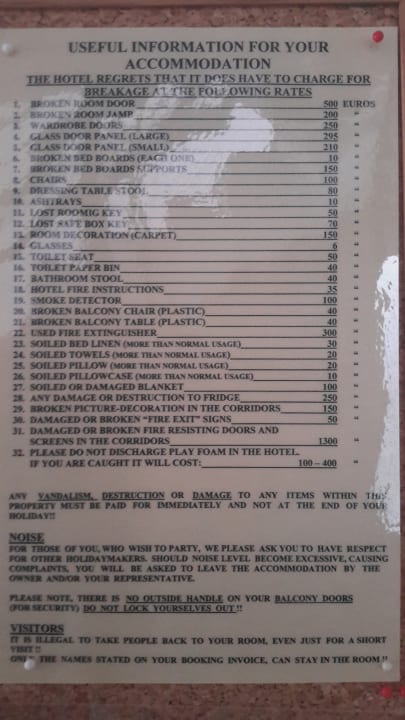 USEFUL INFORMATION FOR YOUR
ACCOMMODATION
THE HOTEL REGRETS THAT IT DOES HAVE TO CHARGE FOR
BREAKAGE AT THE FOLLOWING RATES
1. BROKEN ROOM DOOR 500 EUROS
2. BROKEN ROOM JAMP 200 "
3. WARDROBE DOORS 250 "
4. GLASS DOOR PANEL (LARGE) 295 "
5. GLASS DOOR PANEL (SMALL) 210 "
6. BROKEN BED BOARDS (EACH ONE) 10 "
7. BROKEN BED BOARDS SUPPORTS 150 "
8. CHAIRS 100 "
9. DRESSING TABLE STOOL 80 "
10. ASHTRAYS 10 "
11. LOST ROOMIG KEY 50 "
12. LOST SAFE BOX KEY 70 "
13. ROOM DECORATION (CARPET) 150 "
14. GLASSES 6 "
15. TOILET SEAT 50 "
16. TOILET PAPER BIN 40 "
17. BATHROOM STOOL 40 "
18. HOTEL FIRE INSTRUCTIONS 35 "
19. SMOKE DETECTOR 100 "
20. BROKEN BALCONY CHAIR (PLASTIC) 40 "
21. BROKEN BALCONY TABLE (PLASTIC) 40 "
22. USED FIRE EXTINGUISHER 300 "
23. SOILED BED LINEN (MORE THAN NORMAL USAGE) 30 "
24. SOILED TOWELS (MORE THAN NORMAL USAGE) 20 "
25. SOILED PILLOW (MORE THAN NORMAL USAGE) 20 "
26. SOILED PILLOWCASE (MORE THAN NORMAL USAGE) 10 "
27. SOILED OR DAMAGED BLANKET 100 "
28. ANY DAMAGE OR DESTRUCTION TO FRIDGE 250 "
29. BROKEN PICTURE-DECORATION IN THE CORRIDORS 150 "
30. DAMAGED OR BROKEN "FIRE EXIT" SIGNS 50 "
31. DAMAGED OR BROKEN FIRE RESISTING DOORS AND
SCREENS IN THE CORRIDORS 1300 "
32. PLEASE DO NOT DISCHARGE PLAY FOAM IN THE HOTEL.
IF YOU ARE CAUGHT IT WILL COST: 100 – 400 "
ANY VANDALISM, DESTRUCTION OR DAMAGE TO ANY ITEMS WITHIN THE
PROPERTY MUST BE PAID FOR IMMEDIATELY AND NOT AT THE END OF YOUR
HOLIDAY!!
NOISE
FOR THOSE OF YOU, WHO WISH TO PARTY, WE PLEASE ASK YOU TO HAVE RESPECT
FOR OTHER HOLIDAYMAKERS. SHOULD NOISE LEVEL BECOME EXCESSIVE, CAUSING
COMPLAINTS, YOU WILL BE ASKED TO LEAVE THE ACCOMMODATION BY THE
OWNER AND/OR YOUR REPRESENTATIVE.
PLEASE NOTE, THERE IS NO OUTSIDE HANDLE ON YOUR BALCONY DOORS
(FOR SECURITY) DO NOT LOCK YOURSELVES OUT !!
VISITORS
IT IS ILLEGAL TO TAKE PEOPLE BACK TO YOUR ROOM, EVEN JUST FOR A SHORT
VISIT !!
ONLY THE NAMES STATED ON YOUR BOOKING INVOICE, CAN STAY IN THE ROOM !!